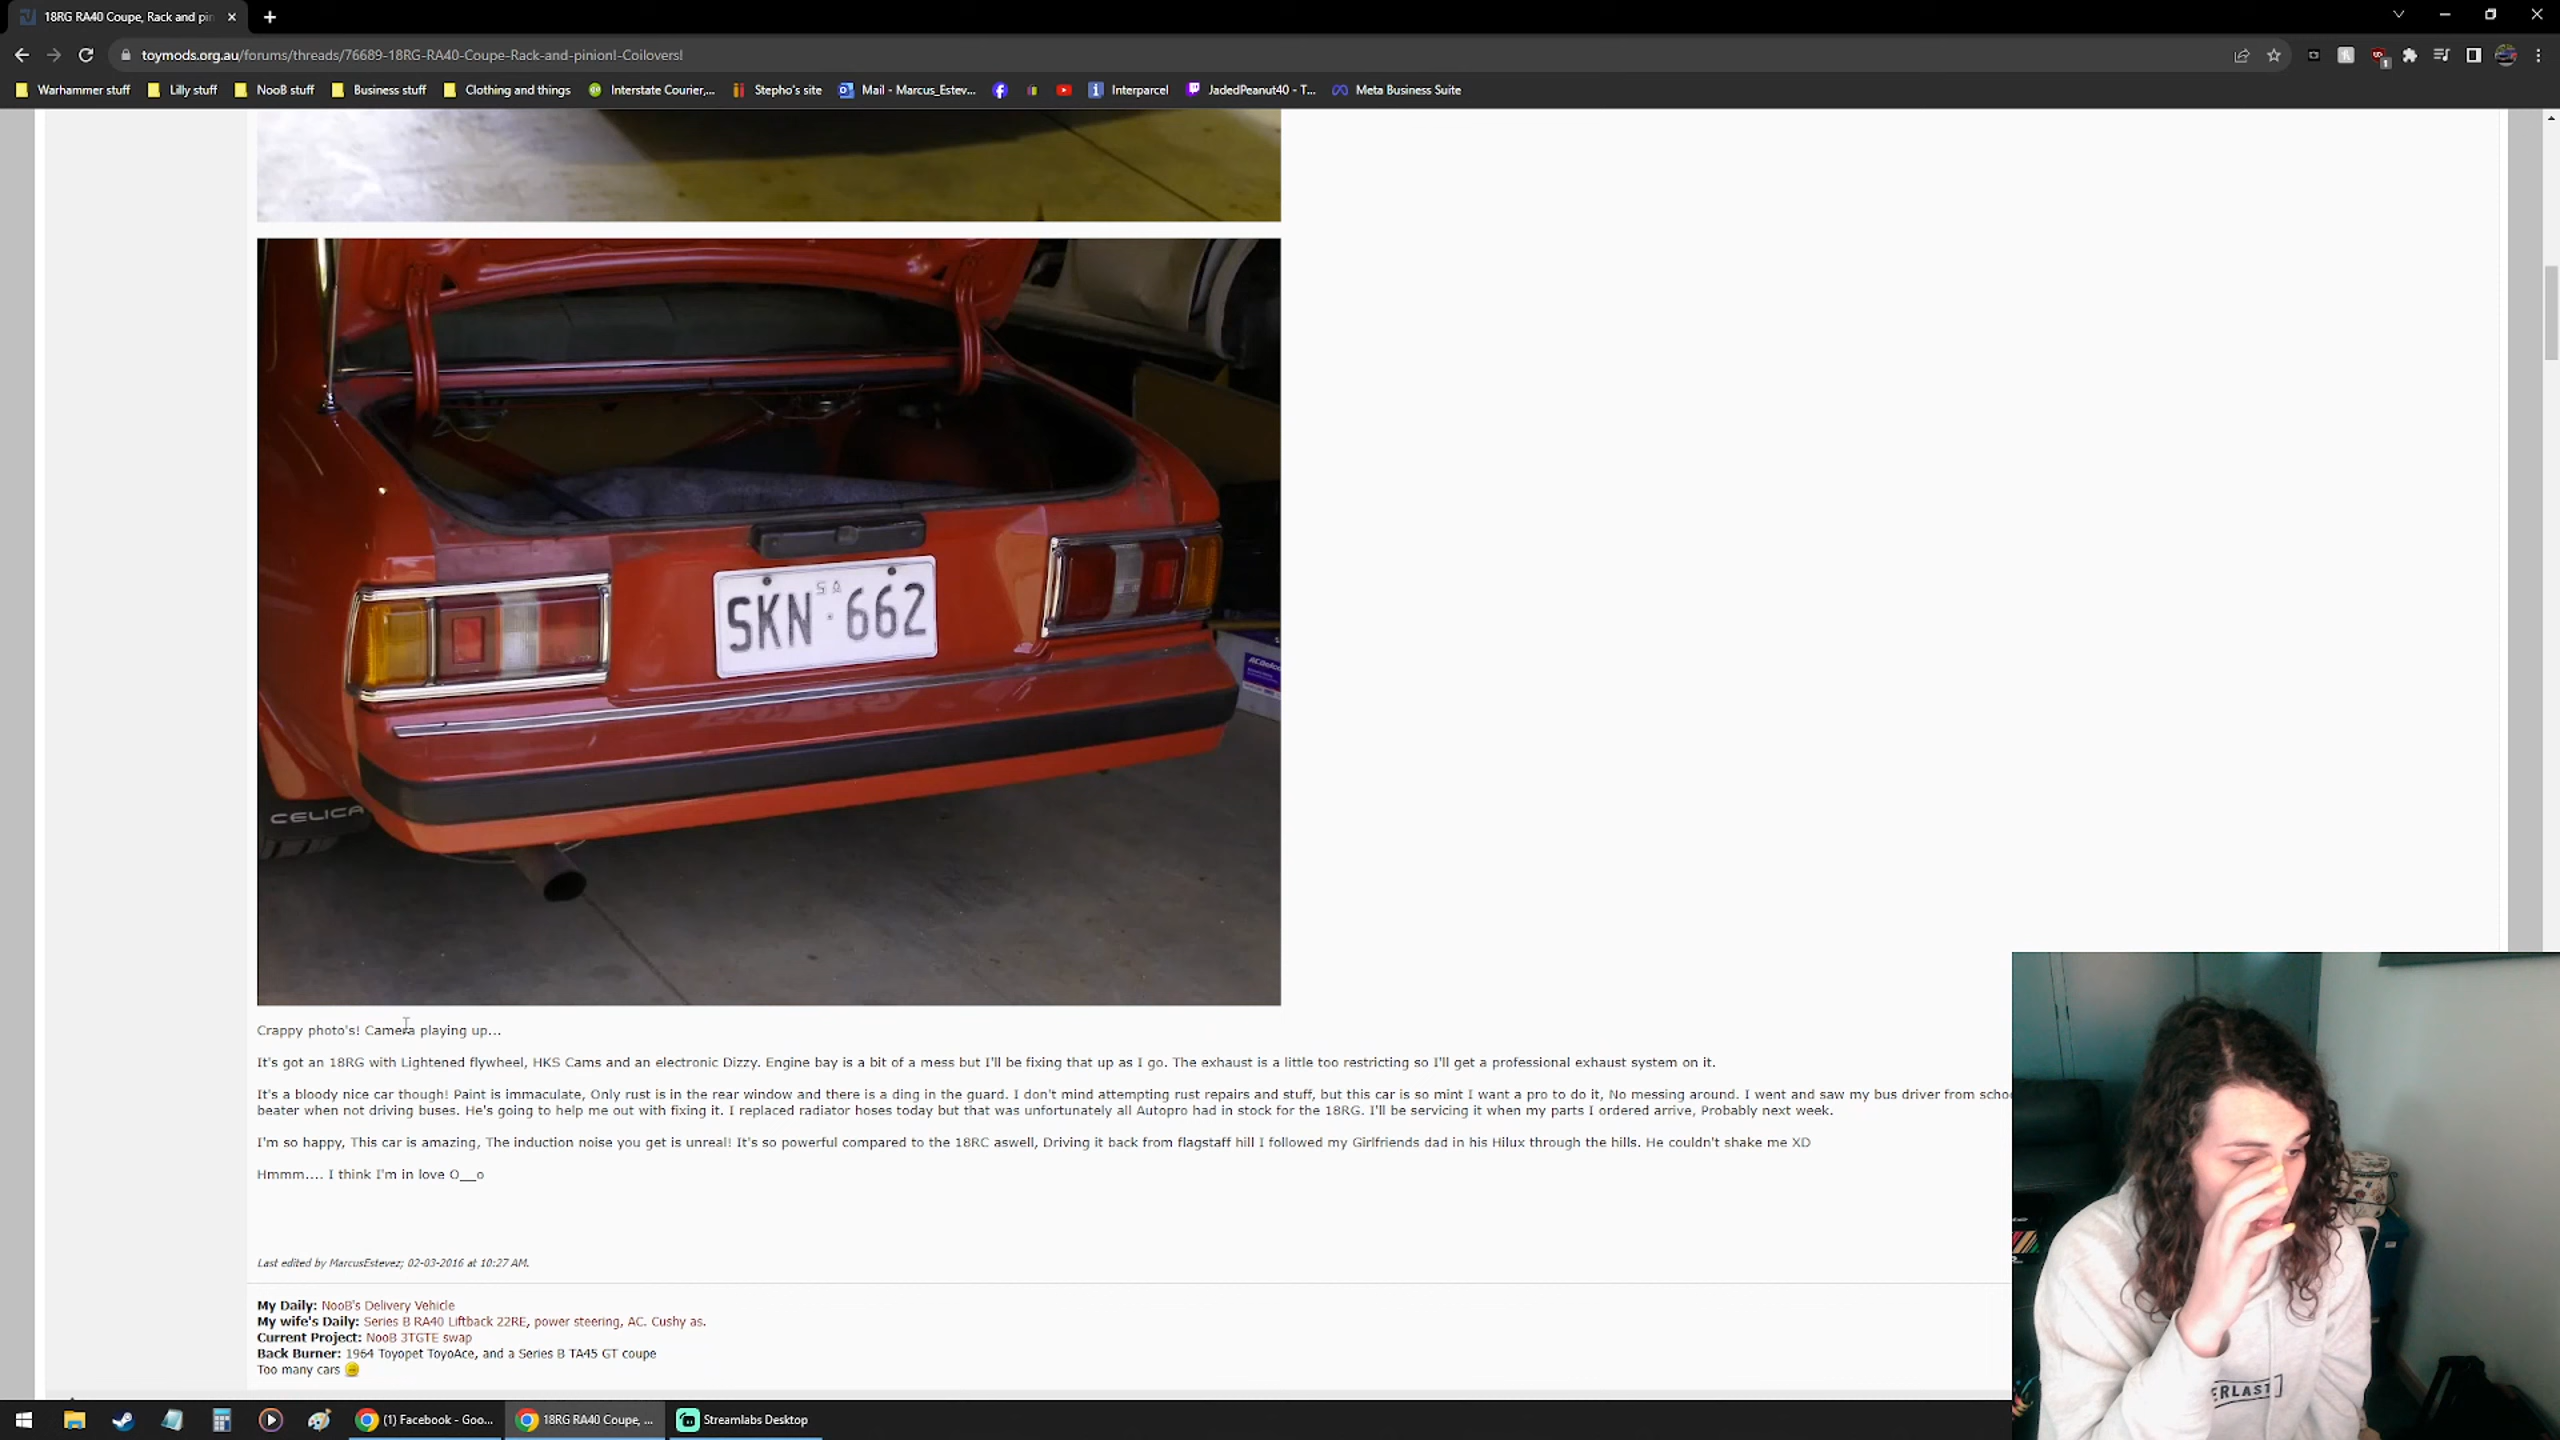 18RG RA40 Coupe, Rack and pin
toymods.org.au/forums/threads/76689-18RG-RA40-Coupe-Rack-and-pinion!-Coilovers!
Warhammer stuff Lilly stuff NooB stuff Business stuff Clothing and things Interstate Courier,... Stepho's site Mail - Marcus_Estev... Interparcel JadedPeanut40 - T... Meta Business Suite
SA
SKN·662
ACDelco
CELICA
Crappy photo's! Camera playing up...
It's got an 18RG with Lightened flywheel, HKS Cams and an electronic Dizzy. Engine bay is a bit of a mess but I'll be fixing that up as I go. The exhaust is a little too restricting so I'll get a professional exhaust system on it.
It's a bloody nice car though! Paint is immaculate, Only rust is in the rear window and there is a ding in the guard. I don't mind attempting rust repairs and stuff, but this car is so mint I want a pro to do it, No messing around. I went and saw my bus driver from schoo
beater when not driving buses. He's going to help me out with fixing it. I replaced radiator hoses today but that was unfortunately all Autopro had in stock for the 18RG. I'll be servicing it when my parts I ordered arrive, Probably next week.
I'm so happy, This car is amazing, The induction noise you get is unreal! It's so powerful compared to the 18RC aswell, Driving it back from flagstaff hill I followed my Girlfriends dad in his Hilux through the hills. He couldn't shake me XD
Hmmm.... I think I'm in love O__o
Last edited by MarcusEstevez; 02-03-2016 at 10:27 AM.
My Daily: NooB's Delivery Vehicle
My wife's Daily: Series B RA40 Liftback 22RE, power steering, AC. Cushy as.
Current Project: NooB 3TGTE swap
Back Burner: 1964 Toyopet ToyoAce, and a Series B TA45 GT coupe
Too many cars
ERLAST
(1) Facebook - Goo... 18RG RA40 Coupe, ... Streamlabs Desktop